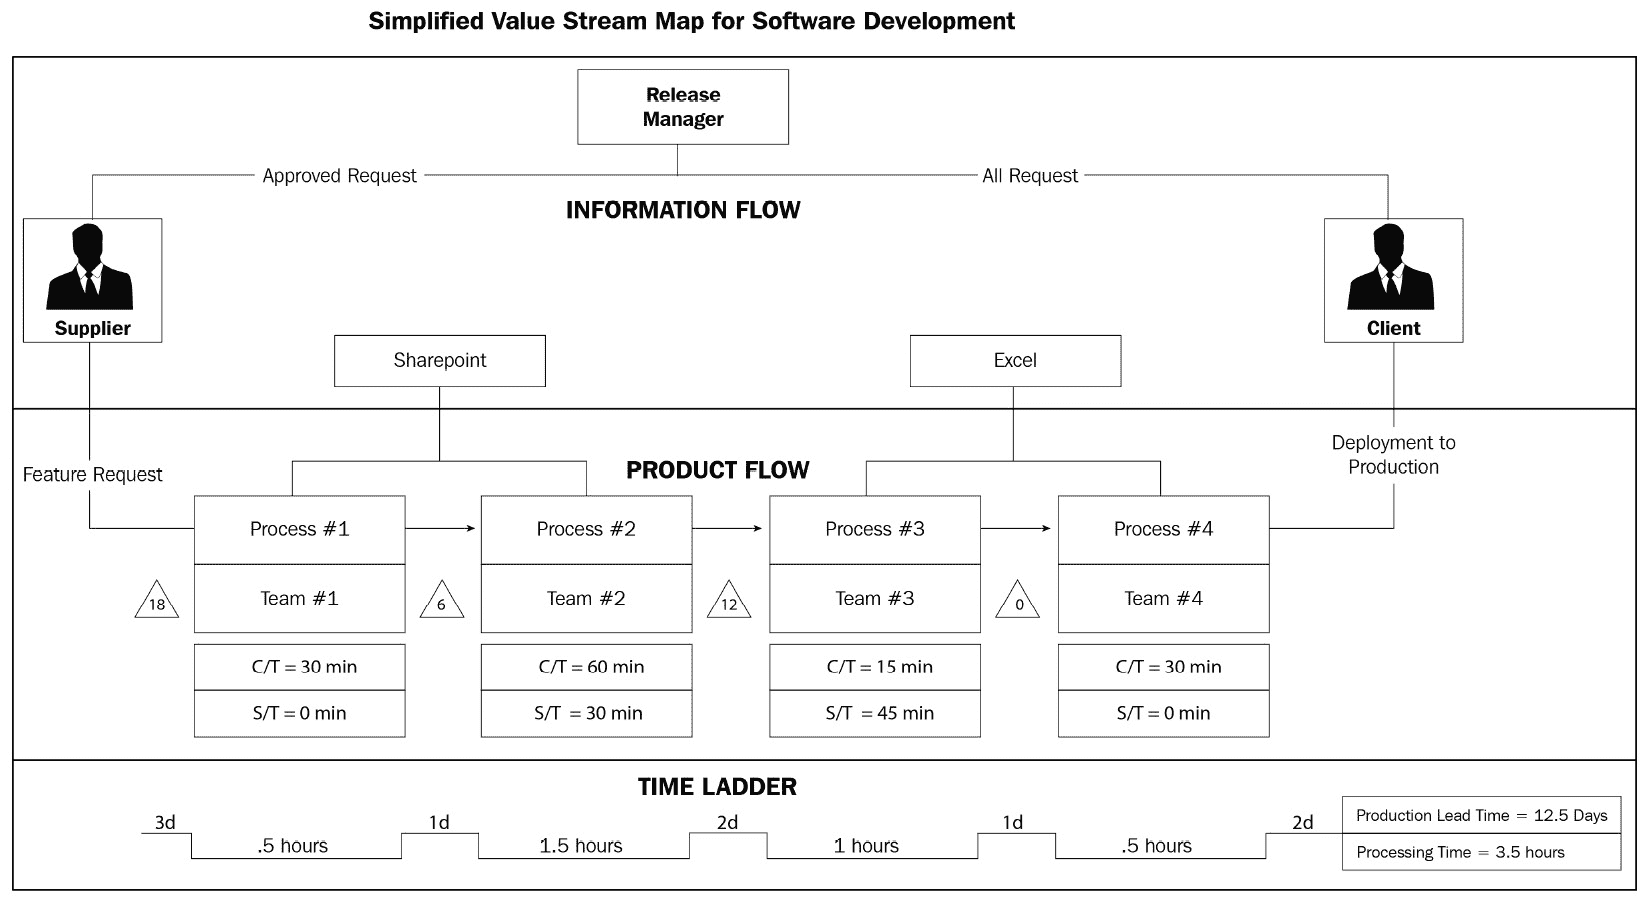 Simplified Value Stream Map for Software Development
Release
Manager
Approved Request
All Request
INFORMATION FLOW
Supplier
Client
Sharepoint
Excel
Feature Request
PRODUCT FLOW
Deployment to
Production
Process #1
Process #2
Process #3
Process #4
18
Team #1
6
Team #2
12
Team #3
0
Team #4
C/T = 30 min
C/T = 60 min
C/T = 15 min
C/T = 30 min
S/T = 0 min
S/T = 30 min
S/T = 45 min
S/T = 0 min
TIME LADDER
3d
.5 hours
1d
1.5 hours
2d
1 hours
1d
.5 hours
2d
Production Lead Time = 12.5 Days
Processing Time = 3.5 hours